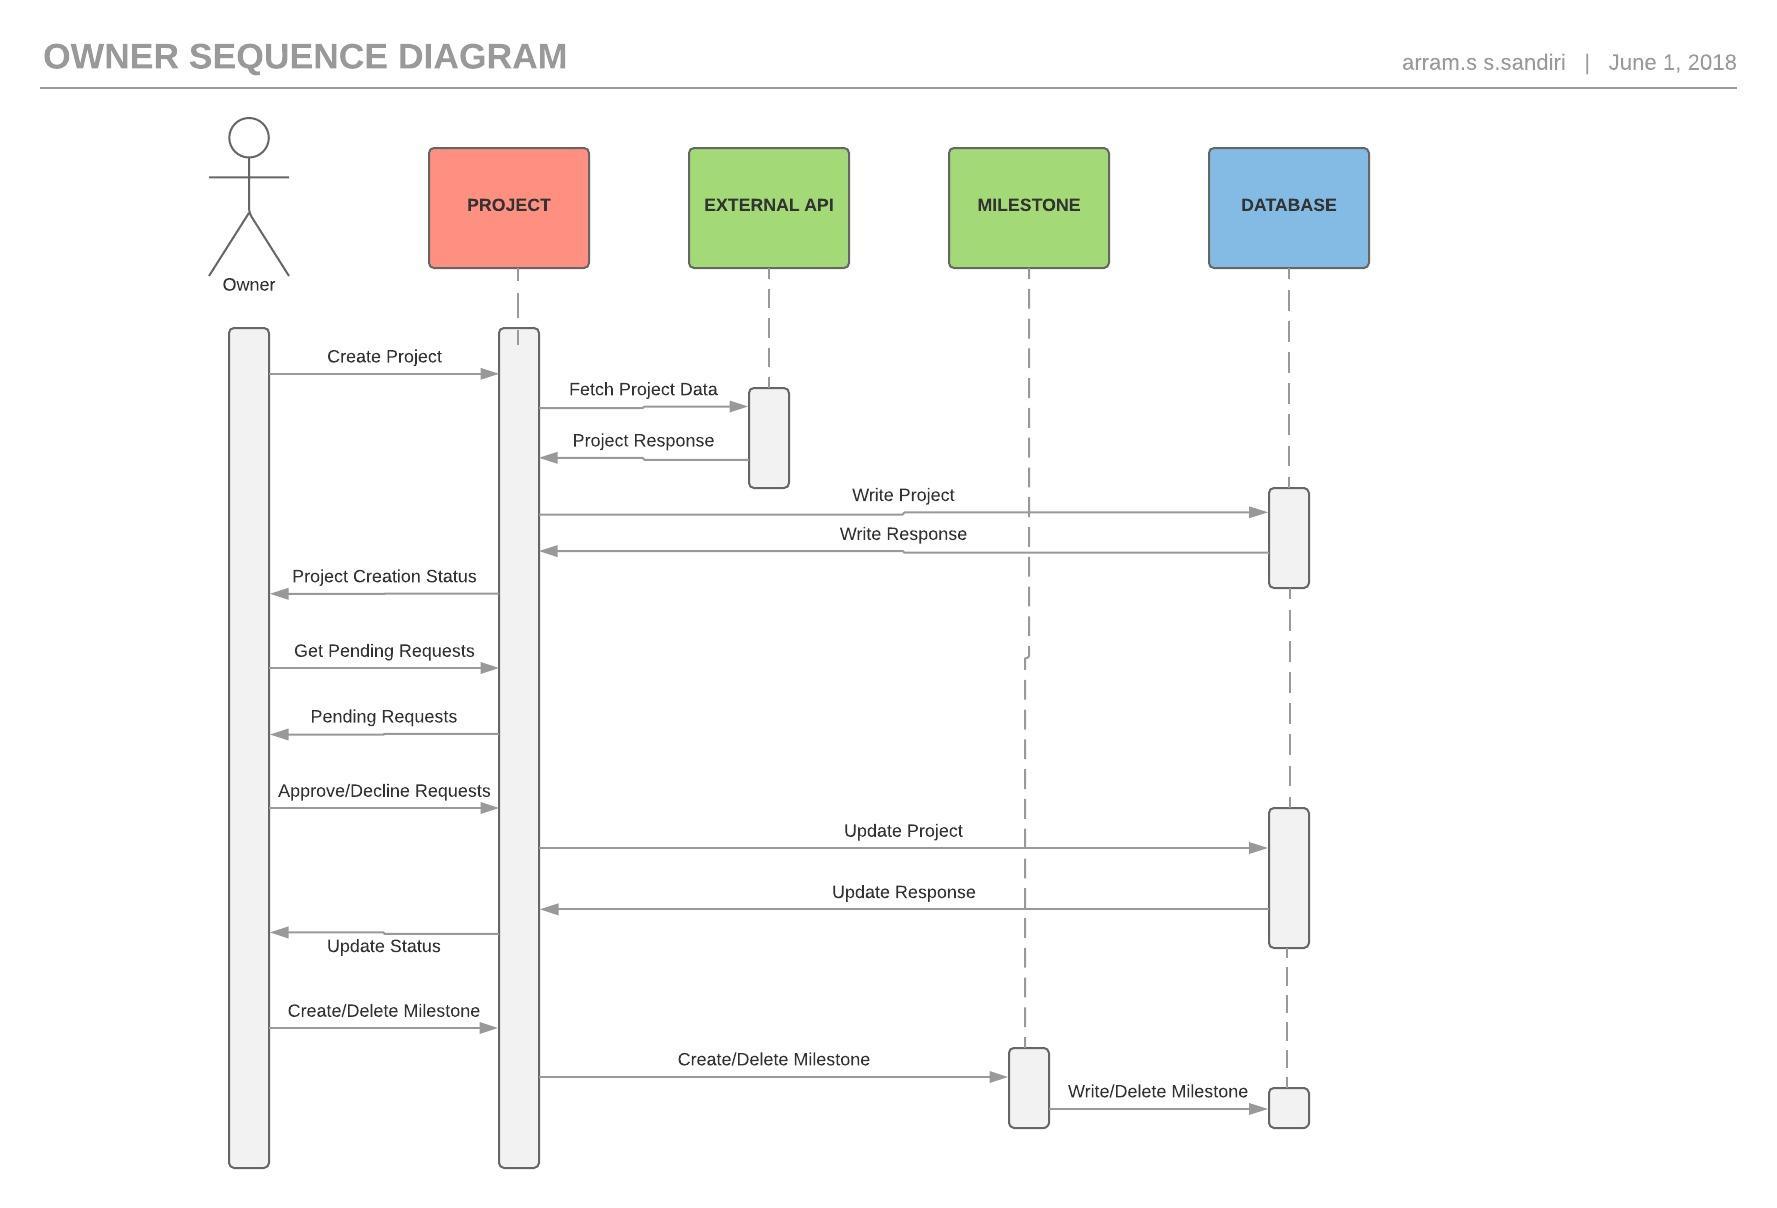 OWNER SEQUENCE DIAGRAM
arram.s s.sandiri | June 1, 2018
Owner
PROJECT
EXTERNAL API
MILESTONE
DATABASE
Create Project
Fetch Project Data
Project Response
Write Project
Write Response
Project Creation Status
Get Pending Requests
Pending Requests
Approve/Decline Requests
Update Project
Update Response
Update Status
Create/Delete Milestone
Create/Delete Milestone
Write/Delete Milestone